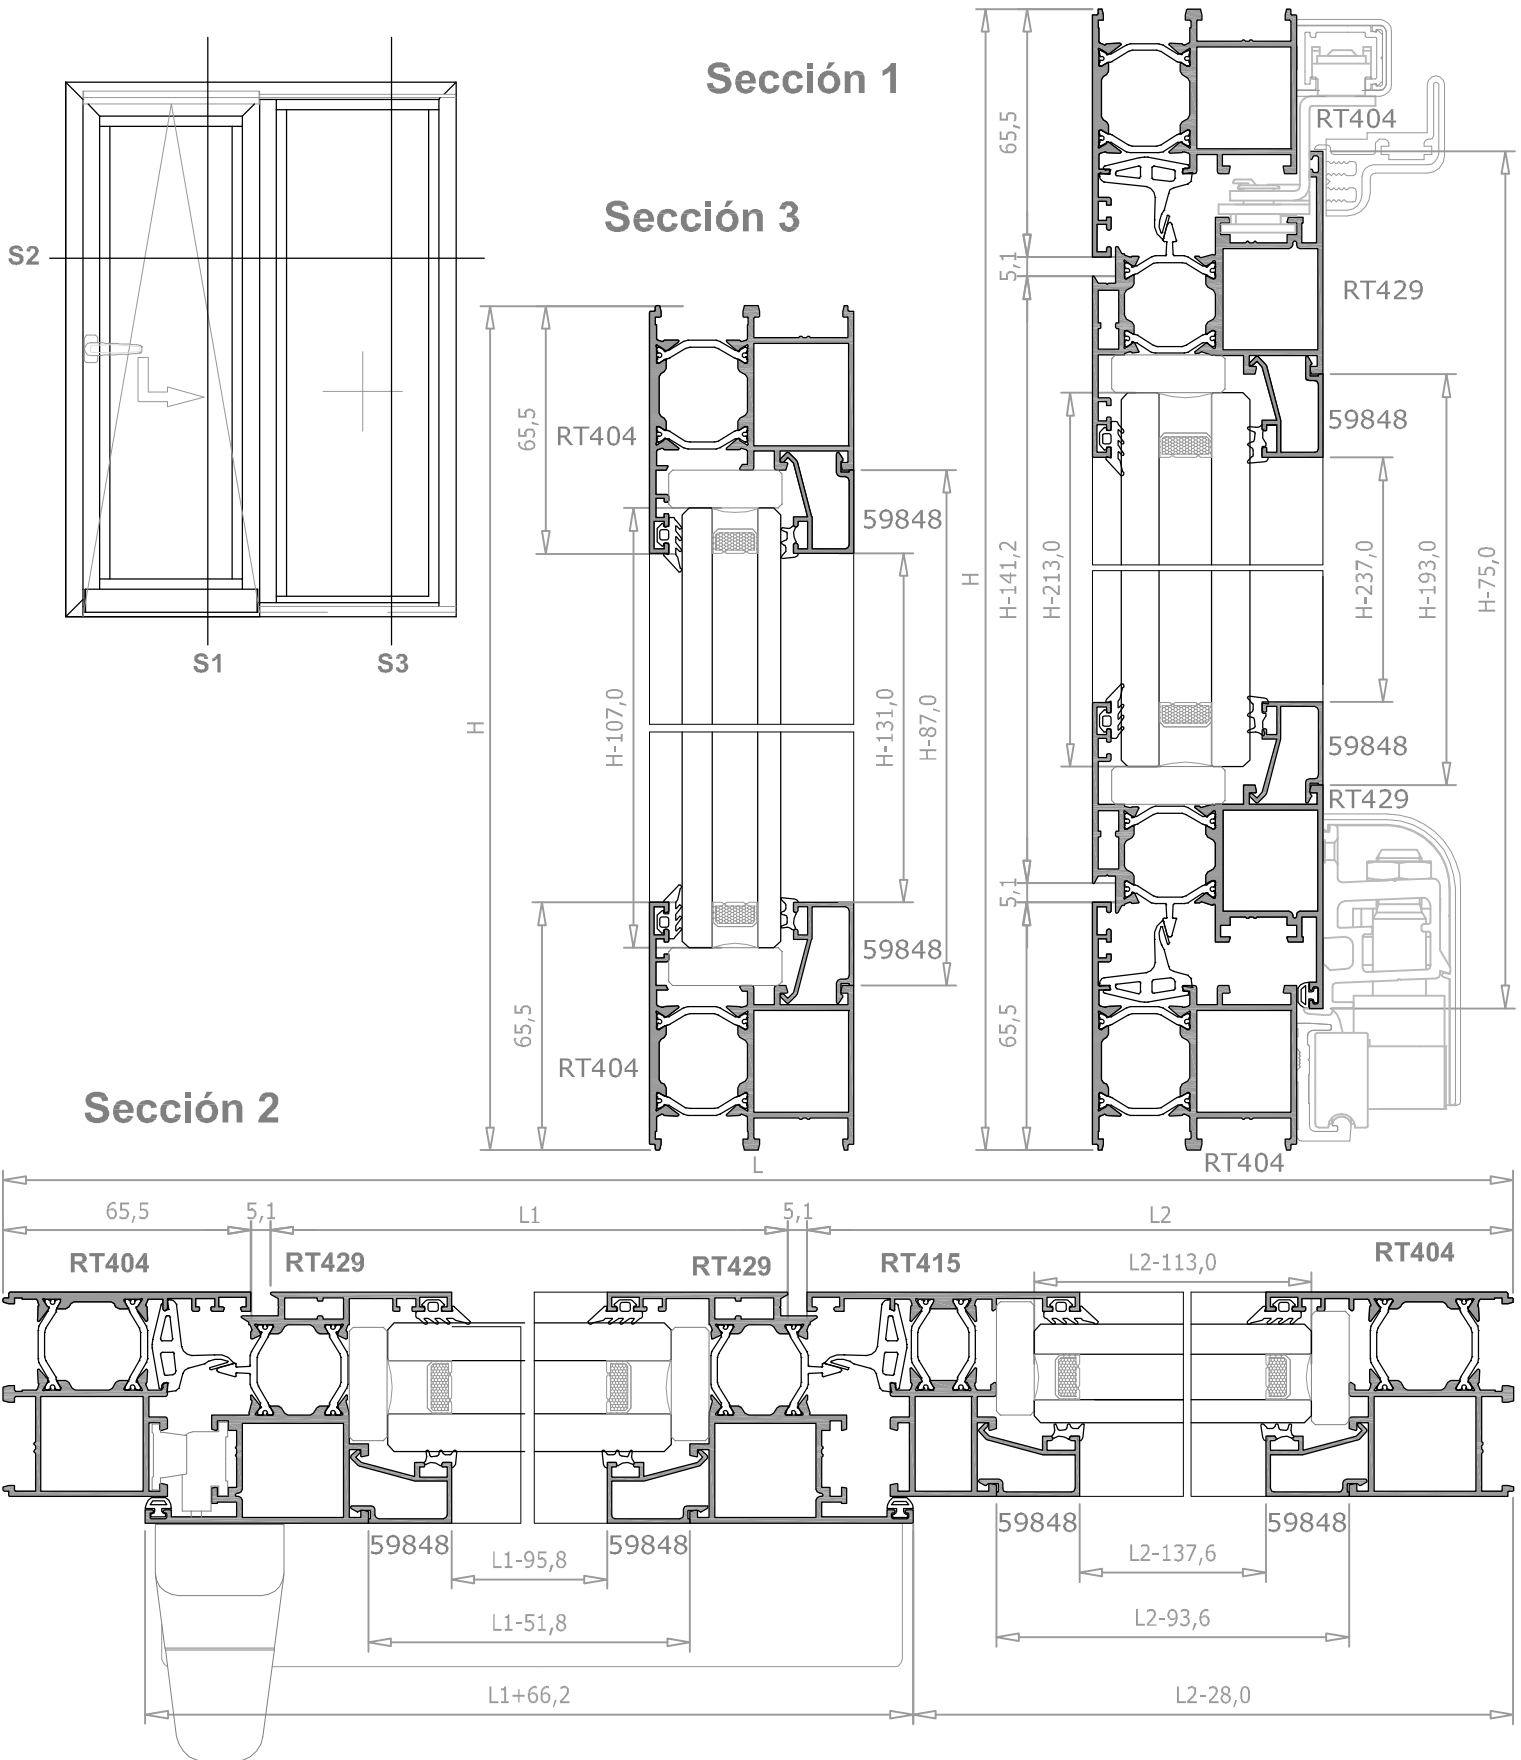 Sección 1
65,5
RT404
Sección 3
S2
5,1
RT429
65,5
RT404
59848
59848
H
H-141,2
H-213,0
H-237,0
H-193,0
H-75,0
S1
S3
H
H-107,0
H-131,0
H-87,0
59848
RT429
5,1
59848
65,5
RT404
65,5
Sección 2
L
RT404
65,5
5,1
L1
5,1
L2
RT404
RT429
RT429
RT415
L2-113,0
RT404
59848
59848
59848
59848
L1-95,8
L2-137,6
L1-51,8
L2-93,6
L1+66,2
L2-28,0